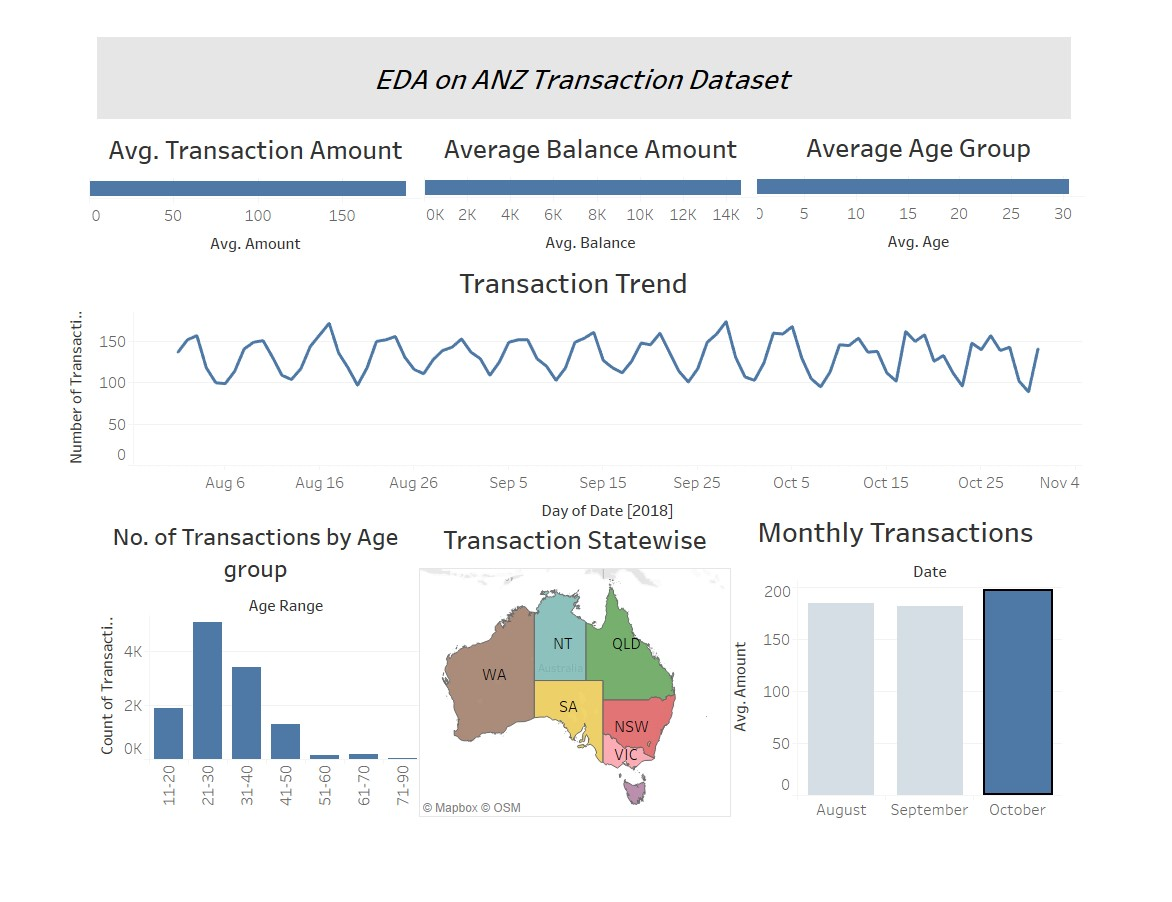 EDA on ANZ Transaction Dataset
Avg. Transaction Amount
Average Balance Amount
Average Age Group
0 50 100 150
0K 2K 4K 6K 8K 10K 12K 14K
0 5 10 15 20 25 30
Avg. Amount
Avg. Balance
Avg. Age
Transaction Trend
Number of Transacti..
150
100
50
0
Aug 6 Aug 16 Aug 26 Sep 5 Sep 15 Sep 25 Oct 5 Oct 15 Oct 25 Nov 4
Day of Date [2018]
No. of Transactions by Age
group
Age Range
Count of Transacti..
4K
2K
0K
11-20 21-30 31-40 41-50 51-60 61-70 71-90
Transaction Statewise
NT
QLD
WA
Australia
SA
NSW
VIC
© Mapbox © OSM
Monthly Transactions
Date
Avg. Amount
200
150
100
50
0
August September October